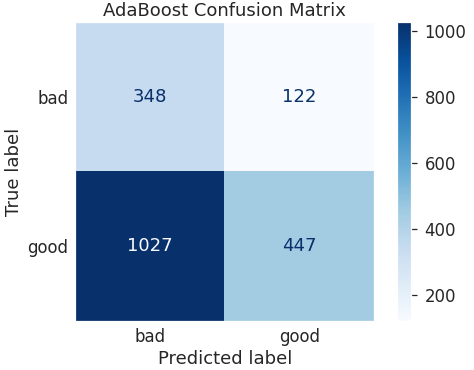 AdaBoost Confusion Matrix
1000
bad
348
122
800
True label
600
400
good
1027
447
200
bad
good
Predicted label